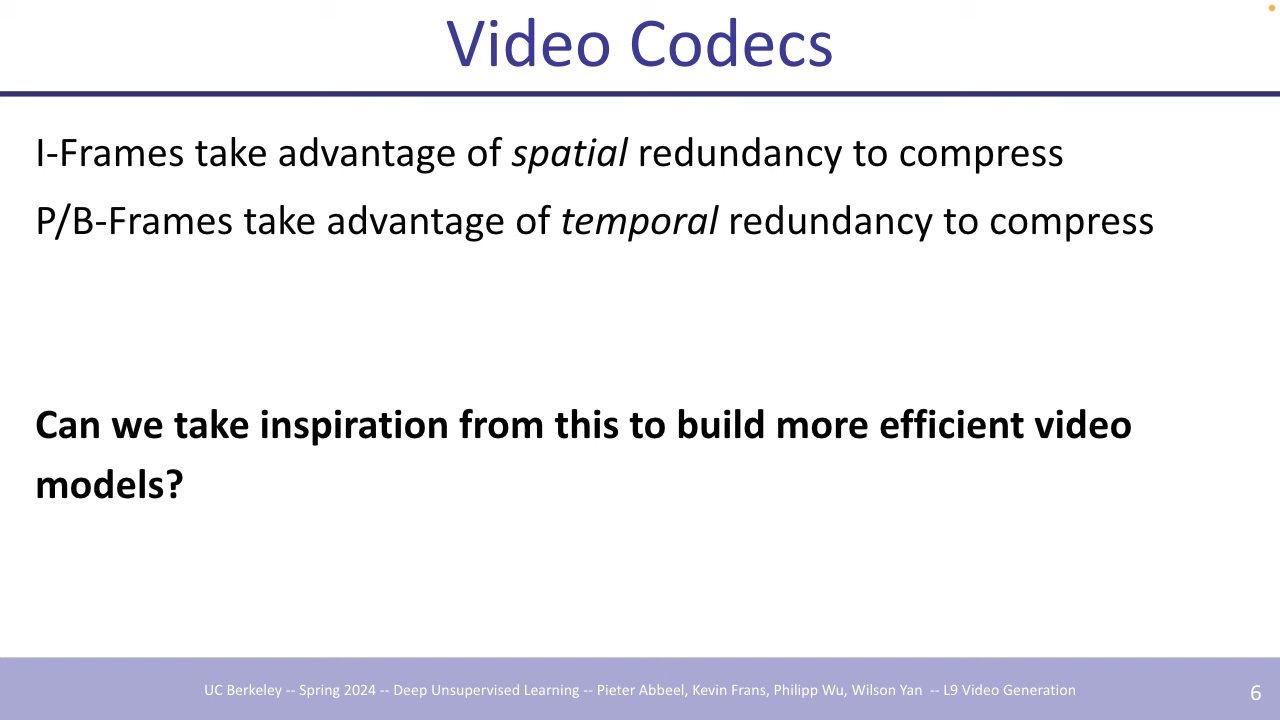 Video Codecs
I-Frames take advantage of spatial redundancy to compress
P/B-Frames take advantage of temporal redundancy to compress
Can we take inspiration from this to build more efficient video
models?
UC Berkeley -- Spring 2024 -- Deep Unsupervised Learning -- Pieter Abbeel, Kevin Frans, Philipp Wu, Wilson Yan -- L9 Video Generation
6